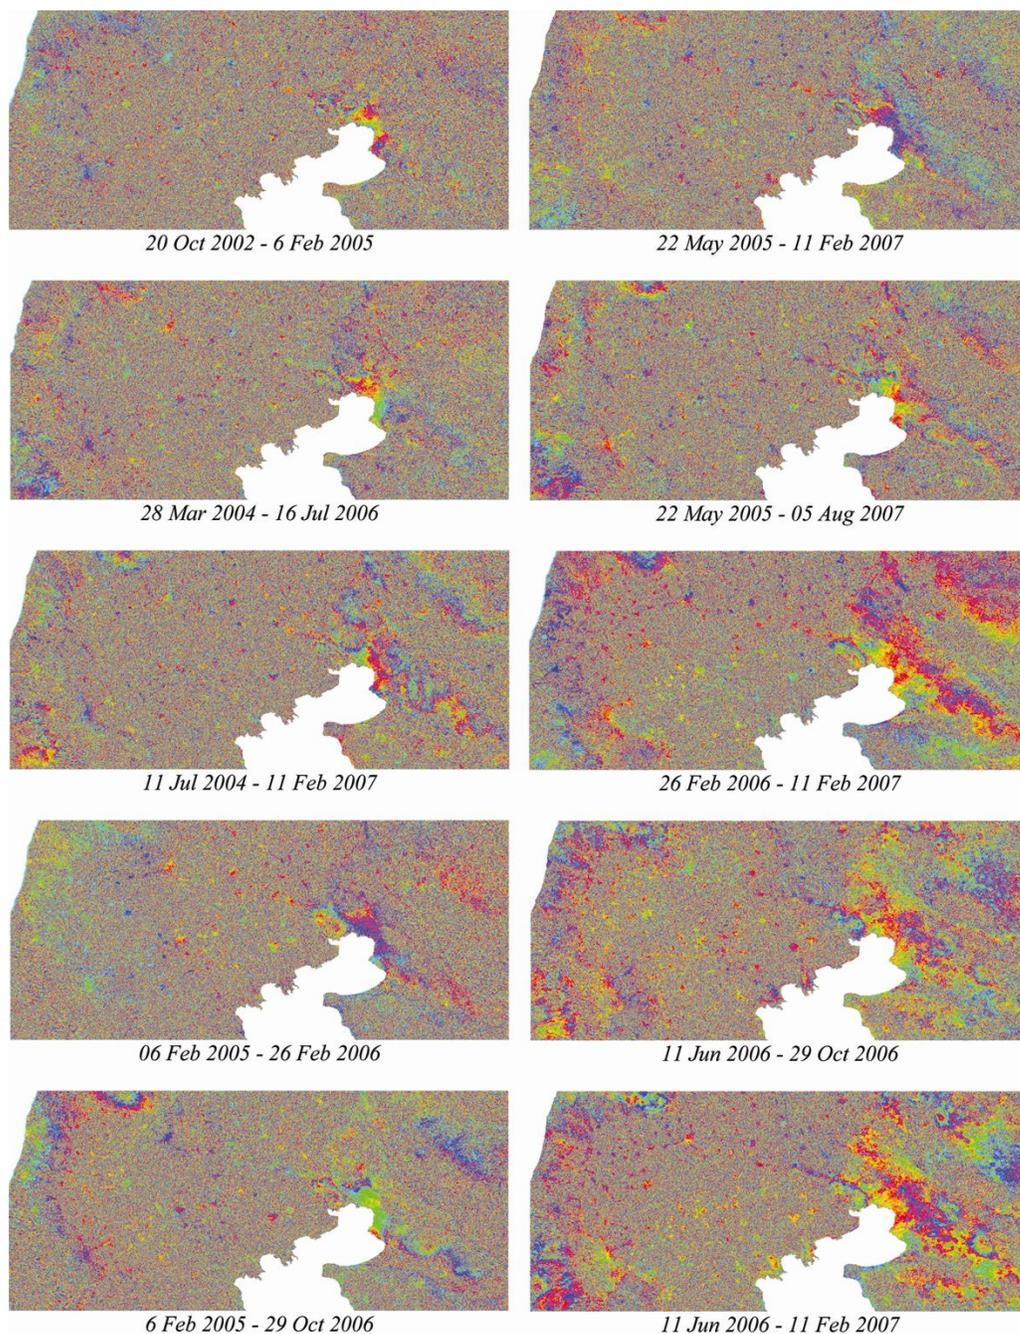 20 Oct 2002 - 6 Feb 2005
22 May 2005 - 11 Feb 2007
28 Mar 2004 - 16 Jul 2006
22 May 2005 - 05 Aug 2007
11 Jul 2004 - 11 Feb 2007
26 Feb 2006 - 11 Feb 2007
06 Feb 2005 - 26 Feb 2006
11 Jun 2006 - 29 Oct 2006
6 Feb 2005 - 29 Oct 2006
11 Jun 2006 - 11 Feb 2007